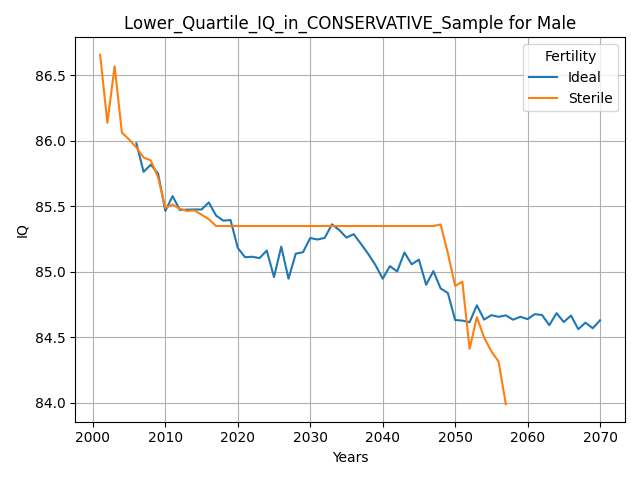 Lower_Quartile_IQ_in_CONSERVATIVE_Sample for Male
Fertility
Ideal
Sterile
IQ
86.5
86.0
85.5
85.0
84.5
84.0
2000 2010 2020 2030 2040 2050 2060 2070
Years